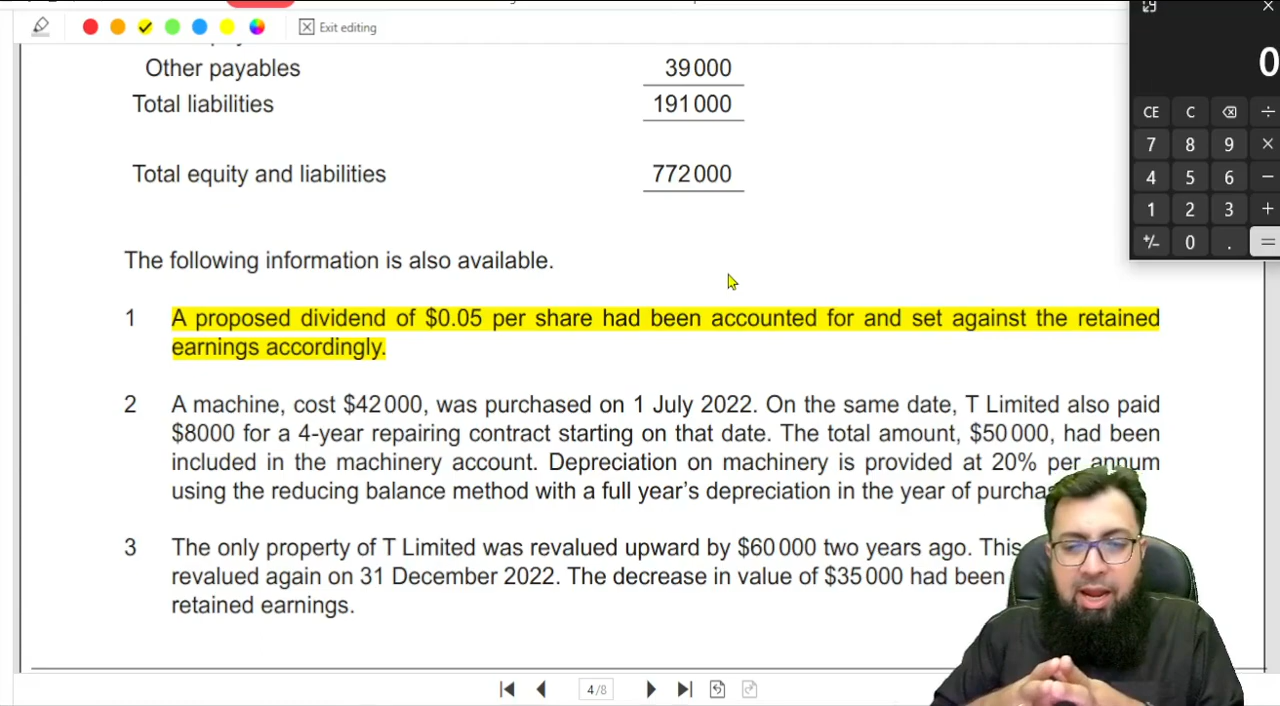 Exit editing
Other payables 39 000
Total liabilities 191 000
Total equity and liabilities 772 000
The following information is also available.
1 A proposed dividend of $0.05 per share had been accounted for and set against the retained
earnings accordingly.
2 A machine, cost $42 000, was purchased on 1 July 2022. On the same date, T Limited also paid
$8000 for a 4-year repairing contract starting on that date. The total amount, $50 000, had been
included in the machinery account. Depreciation on machinery is provided at 20% per annum
using the reducing balance method with a full year's depreciation in the year of
3 The only property of T Limited was revalued upward by $60 000 two years ago. This
revalued again on 31 December 2022. The decrease in value of $35 000 had been
retained earnings.
4/8
0
CE C ÷
7 8 9 ×
4 5 6 −
1 2 3 +
+/− 0 . =